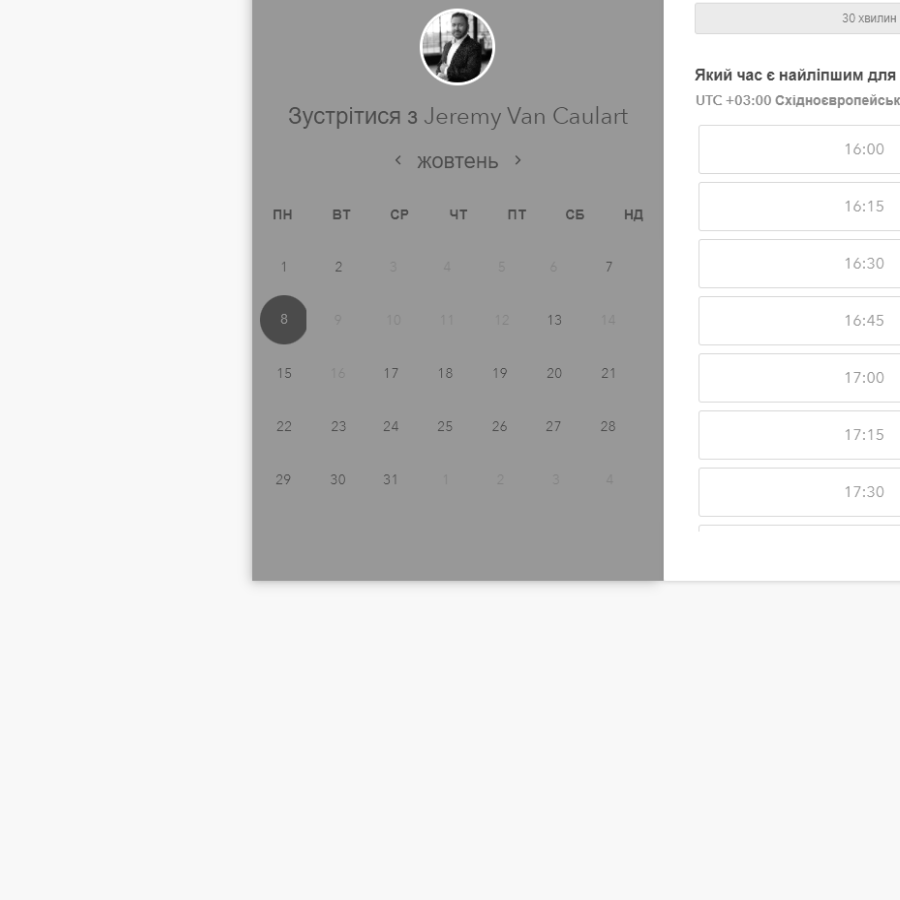 Зустрітися з Jeremy Van Caulart
‹ жовтень ›
ПН ВТ СР ЧТ ПТ СБ НД
1 2 3 4 5 6 7
8 9 10 11 12 13 14
15 16 17 18 19 20 21
22 23 24 25 26 27 28
29 30 31 1 2 3 4
30 хвилин
Який час є найліпшим для
UTC +03:00 Східноєвропейськ
16:00
16:15
16:30
16:45
17:00
17:15
17:30